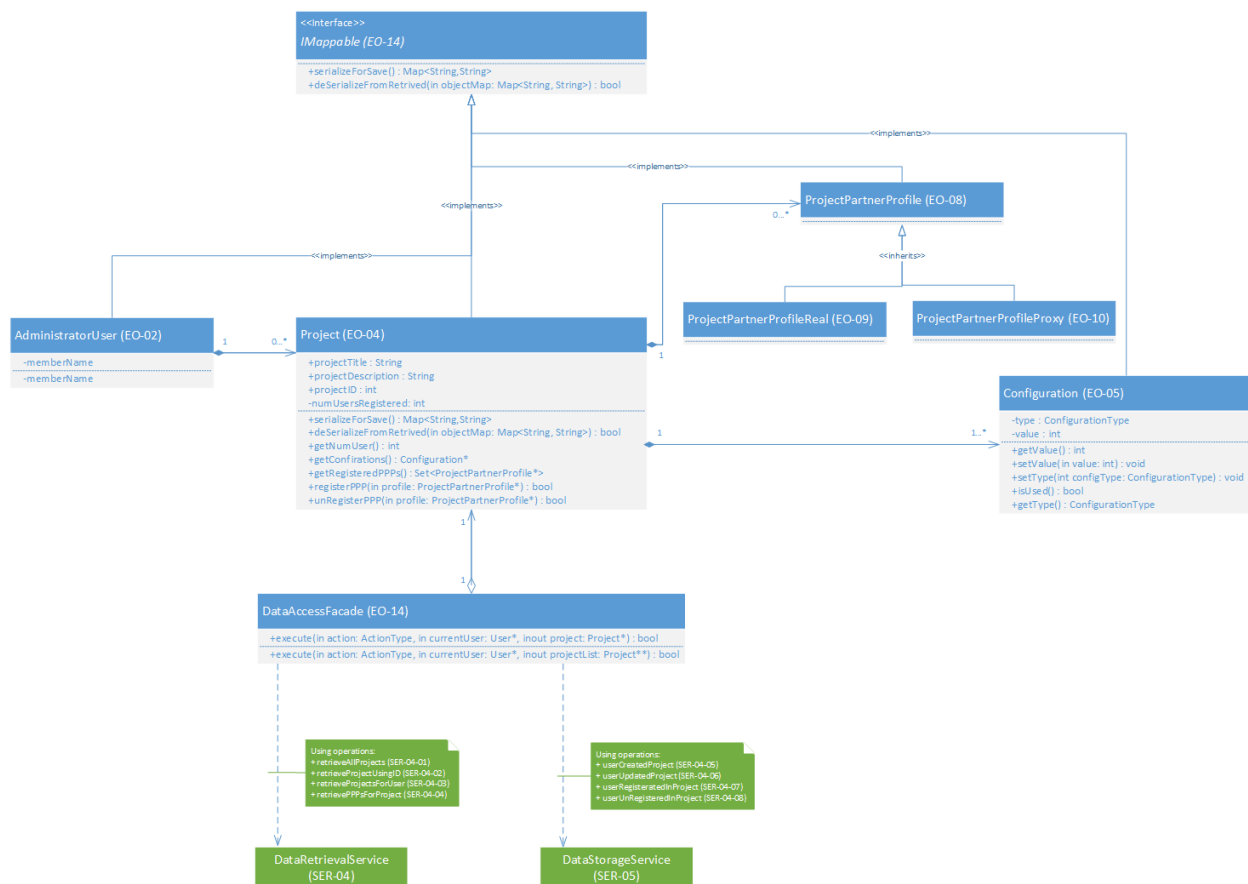 <<Interface>>
IMappable (EO-14)
+serializeForSave() : Map<String,String>
+deSerializeFromRetrived(in objectMap: Map<String, String>) : bool
<<implements>>
<<implements>>
ProjectPartnerProfile (EO-08)
<<implements>>
0...*
<<implements>>
<<inherits>>
ProjectPartnerProfileReal (EO-09)
ProjectPartnerProfileProxy (EO-10)
AdministratorUser (EO-02)
-memberName
-memberName
1
0...*
Project (EO-04)
+projectTitle : String
+projectDescription : String
+projectID : int
-numUsersRegistered: int
+serializeForSave() : Map<String,String>
+deSerializeFromRetrived(in objectMap: Map<String, String>) : bool
+getNumUser() : int
+getConfirations() : Configuration*
+getRegisteredPPPs() : Set<ProjectPartnerProfile*>
+registerPPP(in profile: ProjectPartnerProfile*) : bool
+unRegisterPPP(in profile: ProjectPartnerProfile*) : bool
1
1
1..*
Configuration (EO-05)
-type : ConfigurationType
-value : int
+getValue() : int
+setValue(in value: int) : void
+setType(int configType: ConfigurationType) : void
+isUsed() : bool
+getType() : ConfigurationType
1
1
DataAccessFacade (EO-14)
+execute(in action: ActionType, in currentUser: User*, inout project: Project*) : bool
+execute(in action: ActionType, in currentUser: User*, inout projectList: Project**) : bool
Using operations:
+ retrieveAllProjects (SER-04-01)
+ retrieveProjectUsingID (SER-04-02)
+ retrieveProjectsForUser (SER-04-03)
+ retrievePPPsForProject (SER-04-04)
Using operations:
+ userCreatedProject (SER-04-05)
+ userUpdatedProject (SER-04-06)
+ userRegisteratedInProject (SER-04-07)
+ userUnRegisteredInProject (SER-04-08)
DataRetrievalService
(SER-04)
DataStorageService
(SER-05)